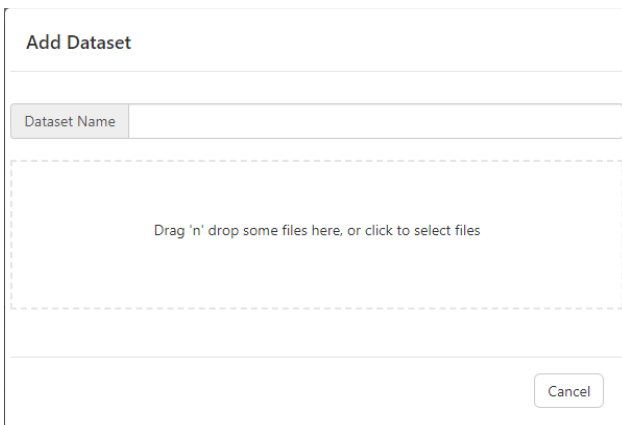 Add Dataset
Dataset Name
Drag 'n' drop some files here, or click to select files
Cancel